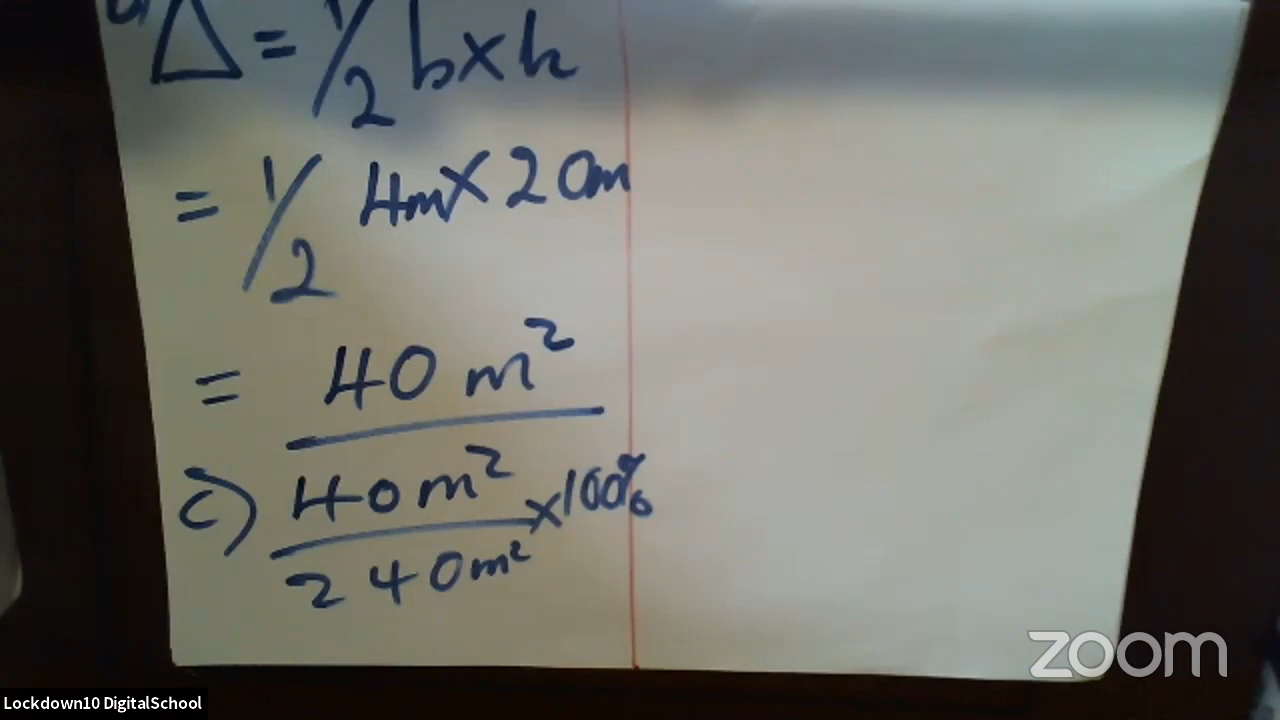 Δ = 1/2 b×h
= 1/2 4m × 20m
= 40 m²
c) 40m²/240m² × 100%
zoom
Lockdown10 DigitalSchool